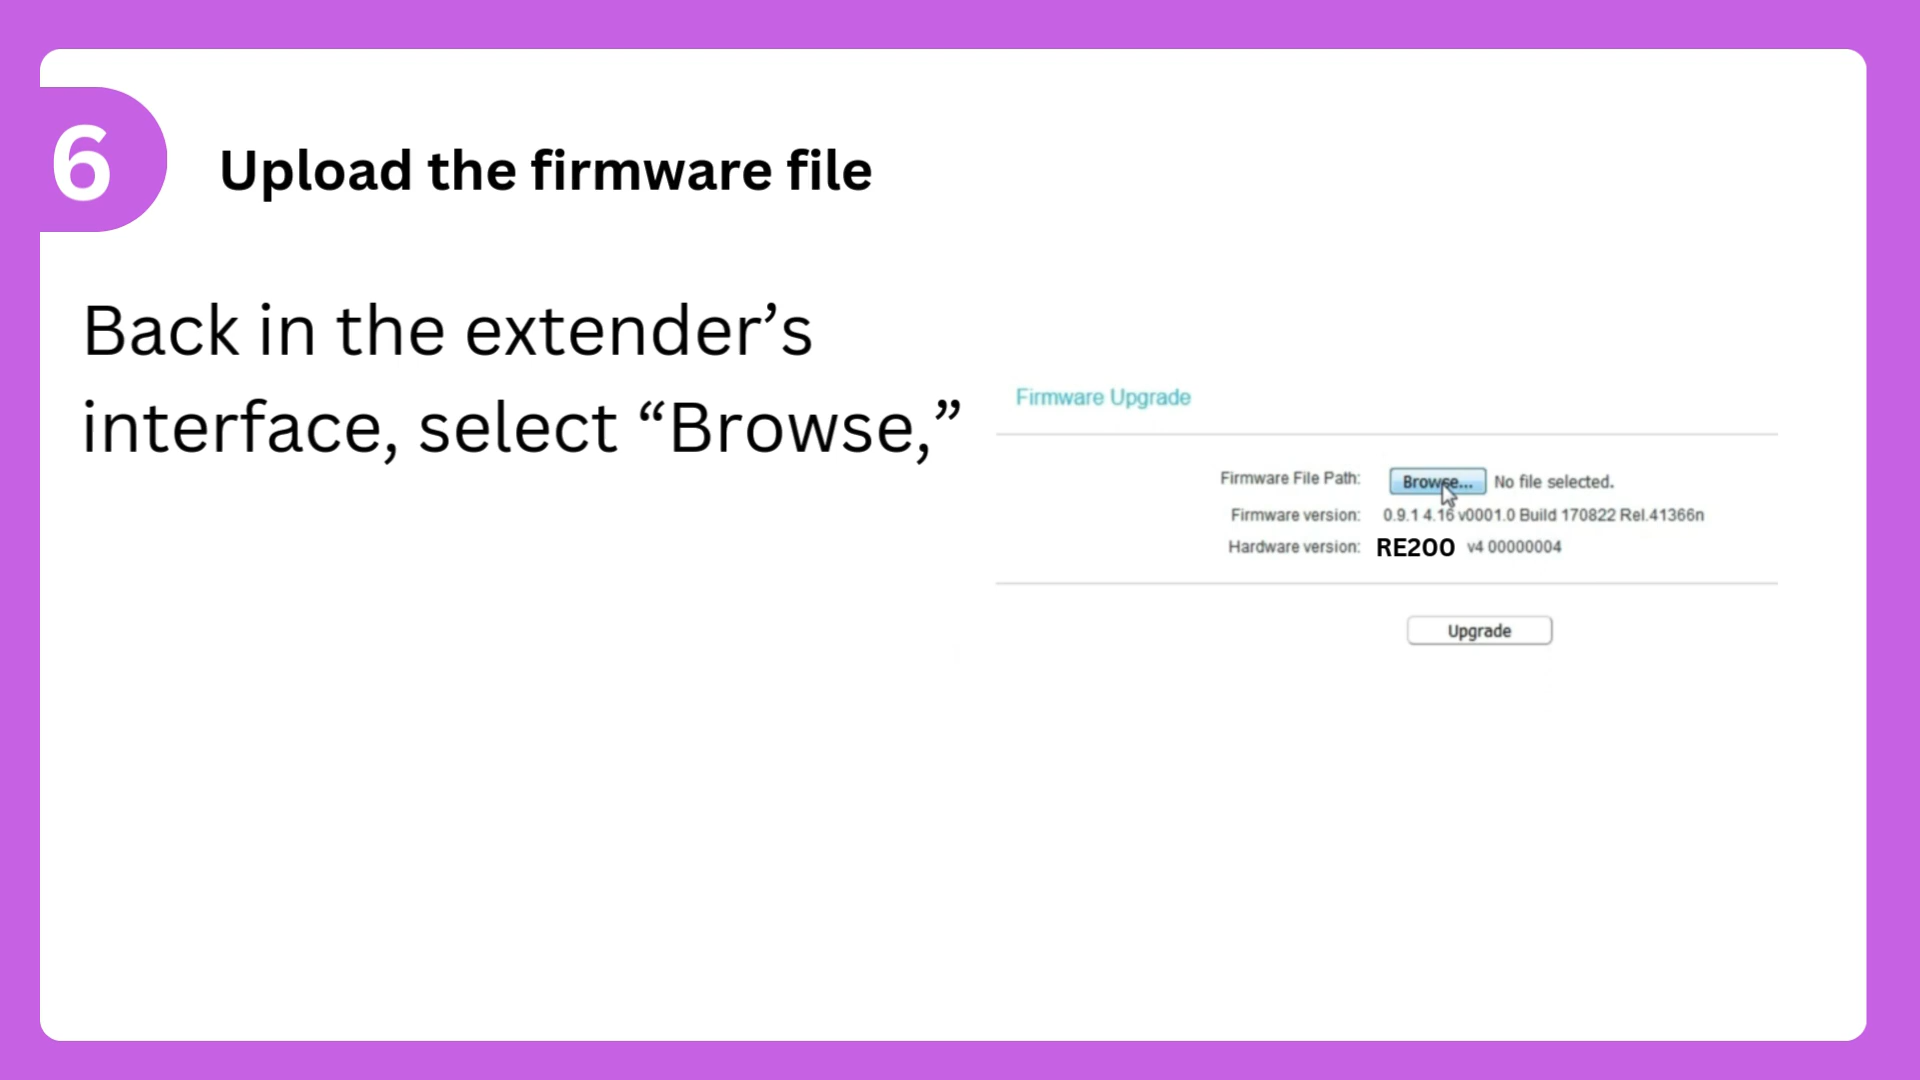 6
Upload the firmware file
Back in the extender’s
interface, select “Browse,”
Firmware Upgrade
Firmware File Path: Browse... No file selected.
Firmware version: 0.9.1 4.16 v0001.0 Build 170822 Rel.41366n
Hardware version: RE200 v4 00000004
Upgrade